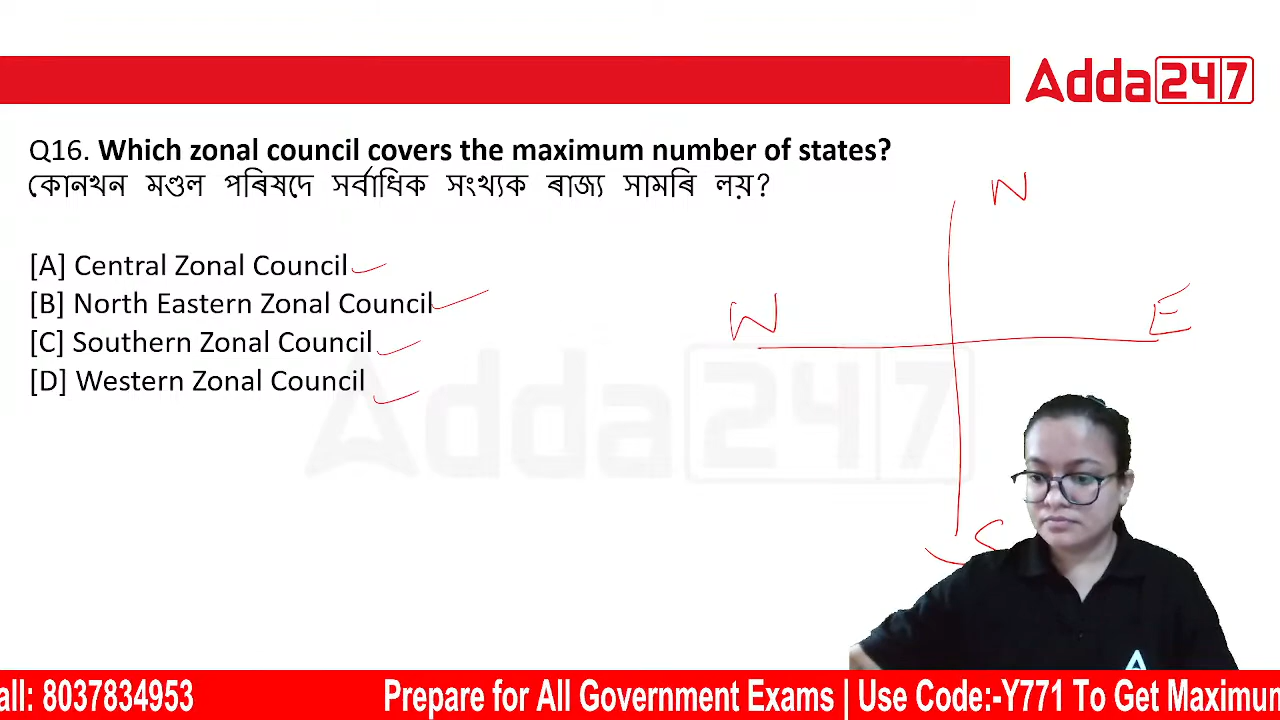 Adda247
Q16. Which zonal council covers the maximum number of states?
কোনখন মণ্ডল পৰিষদে সৰ্বাধিক সংখ্যক ৰাজ্য সামৰি লয়?
N
[A] Central Zonal Council
[B] North Eastern Zonal Council
W
E
[C] Southern Zonal Council
[D] Western Zonal Council
Adda247
S
all: 8037834953 Prepare for All Government Exams | Use Code:-Y771 To Get Maximum